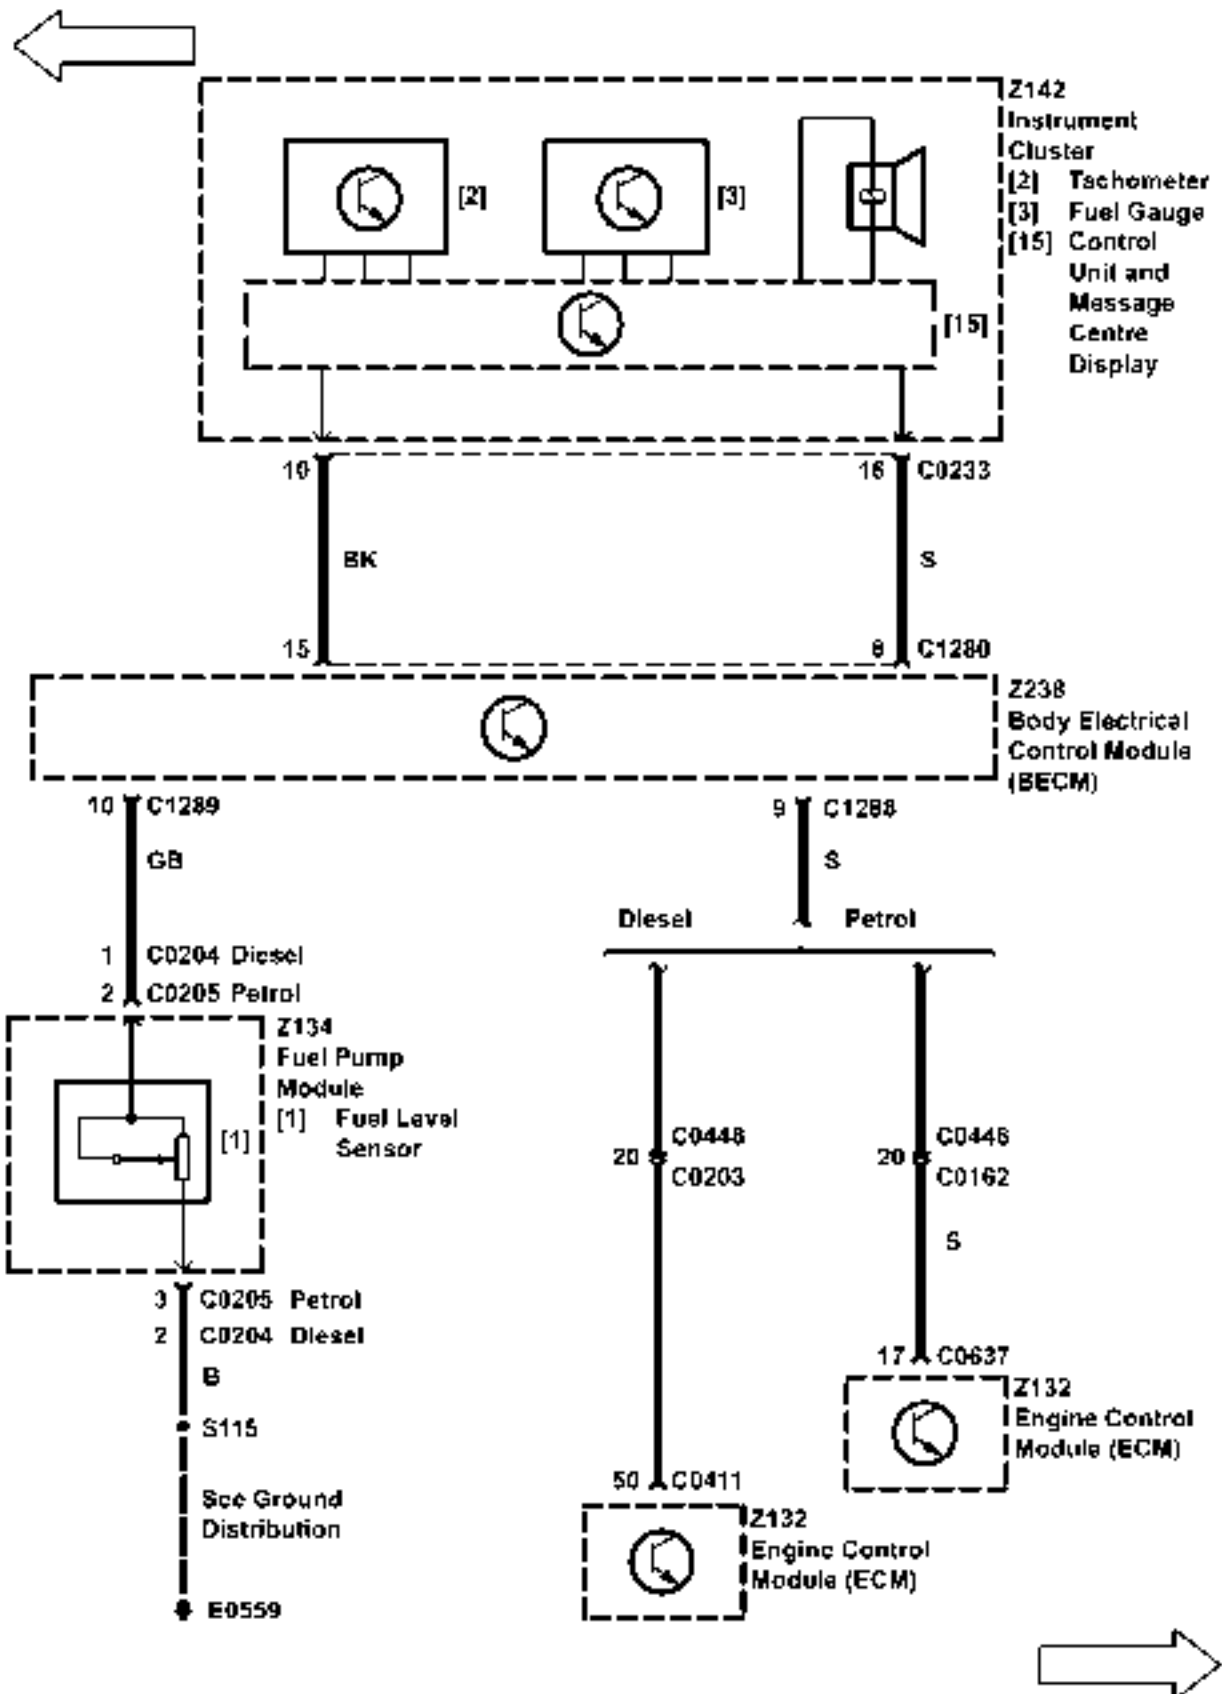 Z142
Instrument
Cluster
[2] Tachometer
[3] Fuel Gauge
[15] Control
Unit and
Message
Centre
Display
[2]
[3]
[15]
10
16 C0233
BK
S
15
8 C1280
Z238
Body Electrical
Control Module
(BECM)
10 C1289
9 C1288
GB
S
Diesel Petrol
1 C0204 Diesel
2 C0205 Petrol
Z134
Fuel Pump
Module
[1] Fuel Level
Sensor
[1]
C0448
20
C0203
C0448
20
C0162
S
3 C0205 Petrol
2 C0204 Diesel
B
S115
See Ground
Distribution
E0559
17 C0637
Z132
Engine Control
Module (ECM)
50 C0411
Z132
Engine Control
Module (ECM)